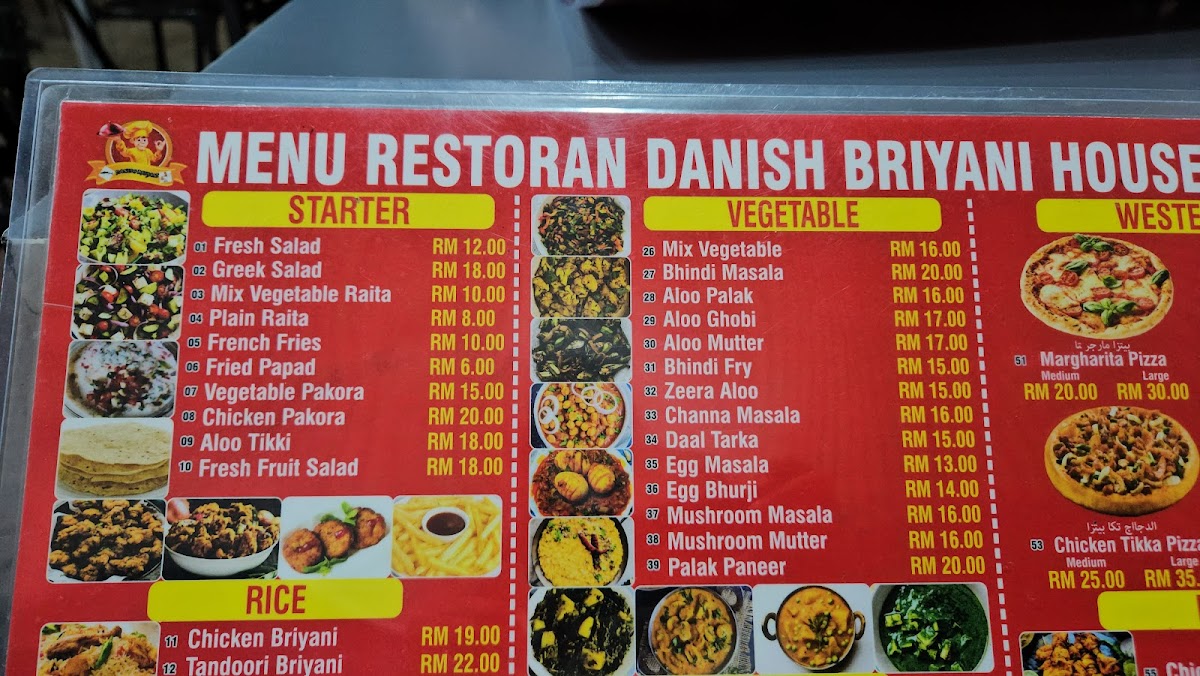 MENU RESTORAN DANISH BRIYANI HOUSE
STARTER
01 Fresh Salad RM 12.00
02 Greek Salad RM 18.00
03 Mix Vegetable Raita RM 10.00
04 Plain Raita RM 8.00
05 French Fries RM 10.00
06 Fried Papad RM 6.00
07 Vegetable Pakora RM 15.00
08 Chicken Pakora RM 20.00
09 Aloo Tikki RM 18.00
10 Fresh Fruit Salad RM 18.00
RICE
11 Chicken Briyani RM 19.00
12 Tandoori Briyani RM 22.00
VEGETABLE
26 Mix Vegetable RM 16.00
27 Bhindi Masala RM 20.00
28 Aloo Palak RM 16.00
29 Aloo Ghobi RM 17.00
30 Aloo Mutter RM 17.00
31 Bhindi Fry RM 15.00
32 Zeera Aloo RM 15.00
33 Channa Masala RM 16.00
34 Daal Tarka RM 15.00
35 Egg Masala RM 13.00
36 Egg Bhurji RM 14.00
37 Mushroom Masala RM 16.00
38 Mushroom Mutter RM 16.00
39 Palak Paneer RM 20.00
WESTE
بيتزا مارجر تا
51 Margharita Pizza
Medium Large
RM 20.00 RM 30.00
الدجاج تكا بيتزا
53 Chicken Tikka Pizza
Medium Large
RM 25.00 RM 35
55 Chi